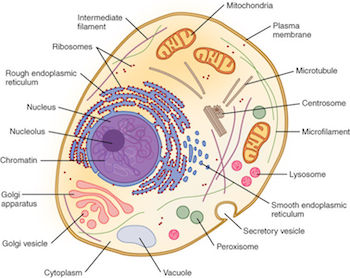 Mitochondria
Intermediate
filament
Plasma
membrane
Ribosomes
Rough endoplasmic
reticulum
Microtubule
Nucleus
Centrosome
Nucleolus
Microfilament
Chromatin
Lysosome
Golgi
apparatus
Smooth endoplasmic
reticulum
Golgi vesicle
Secretory vesicle
Peroxisome
Cytoplasm
Vacuole